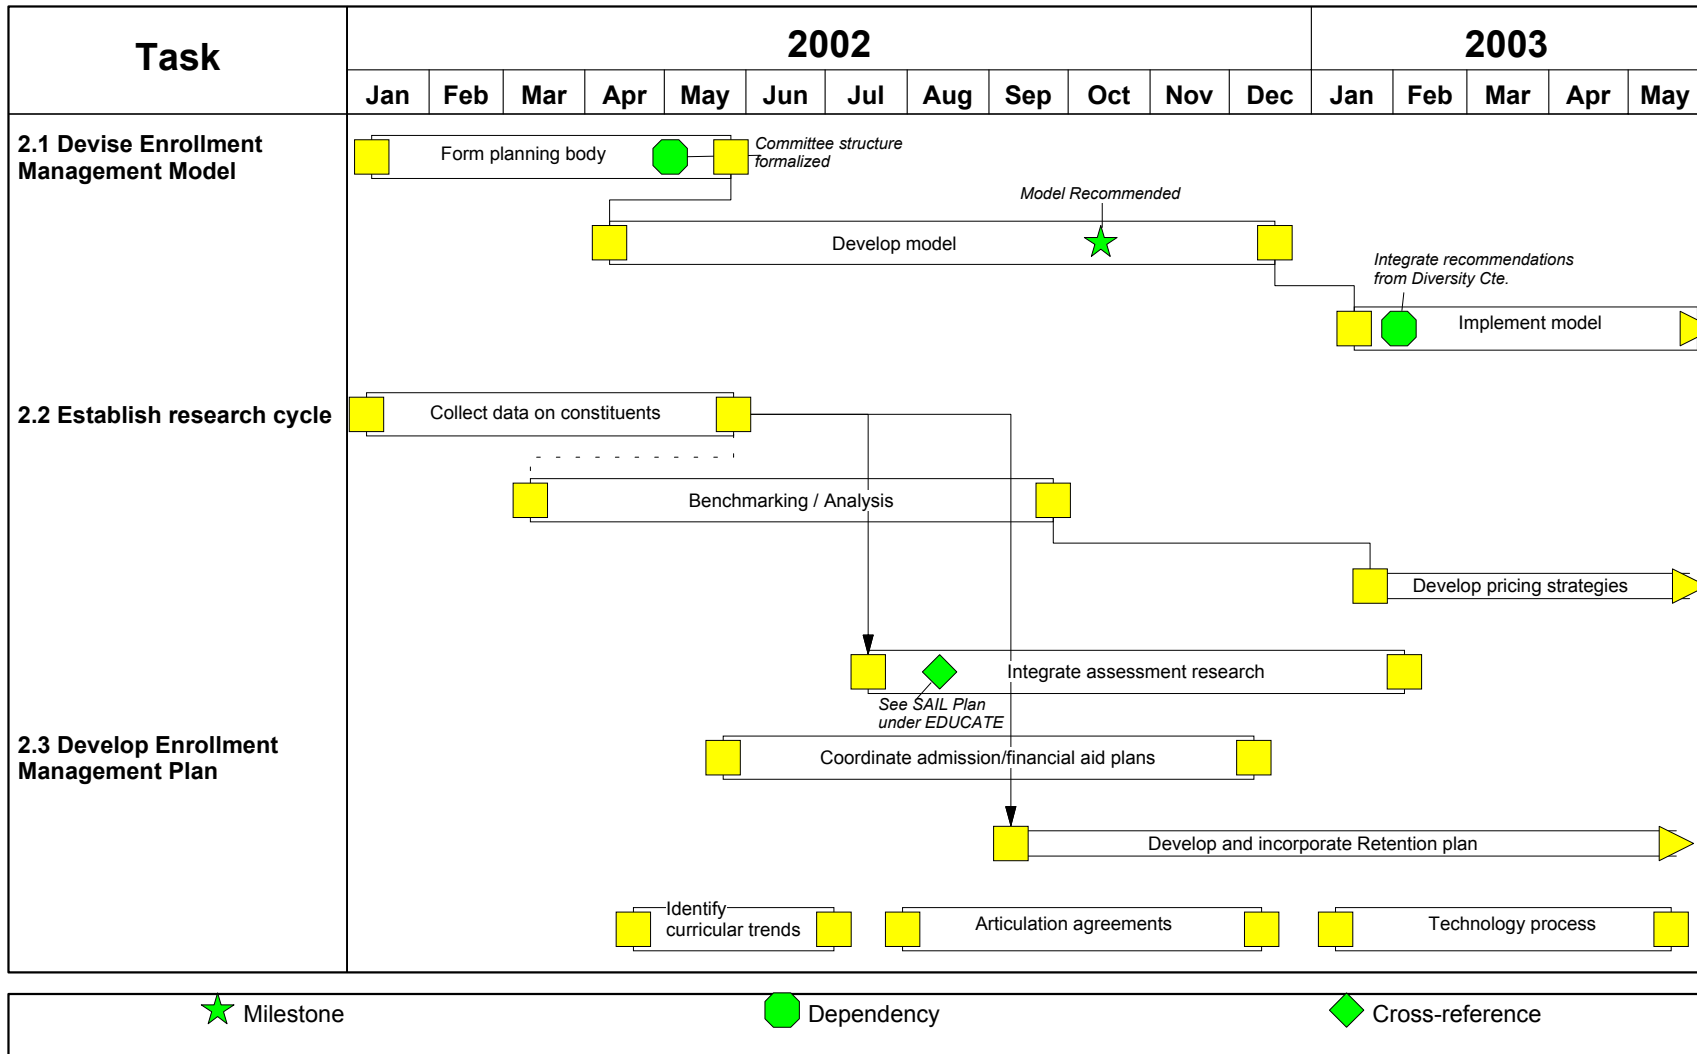 Task
2002
2003
Jan Feb Mar Apr May Jun Jul Aug Sep Oct Nov Dec Jan Feb Mar Apr May
2.1 Devise Enrollment
Management Model
Form planning body
Committee structure
formalized
Model Recommended
Develop model
Integrate recommendations
from Diversity Cte.
Implement model
2.2 Establish research cycle
Collect data on constituents
Benchmarking / Analysis
Develop pricing strategies
Integrate assessment research
See SAIL Plan
under EDUCATE
2.3 Develop Enrollment
Management Plan
Coordinate admission/financial aid plans
Develop and incorporate Retention plan
Identify
curricular trends
Articulation agreements
Technology process
Milestone
Dependency
Cross-reference